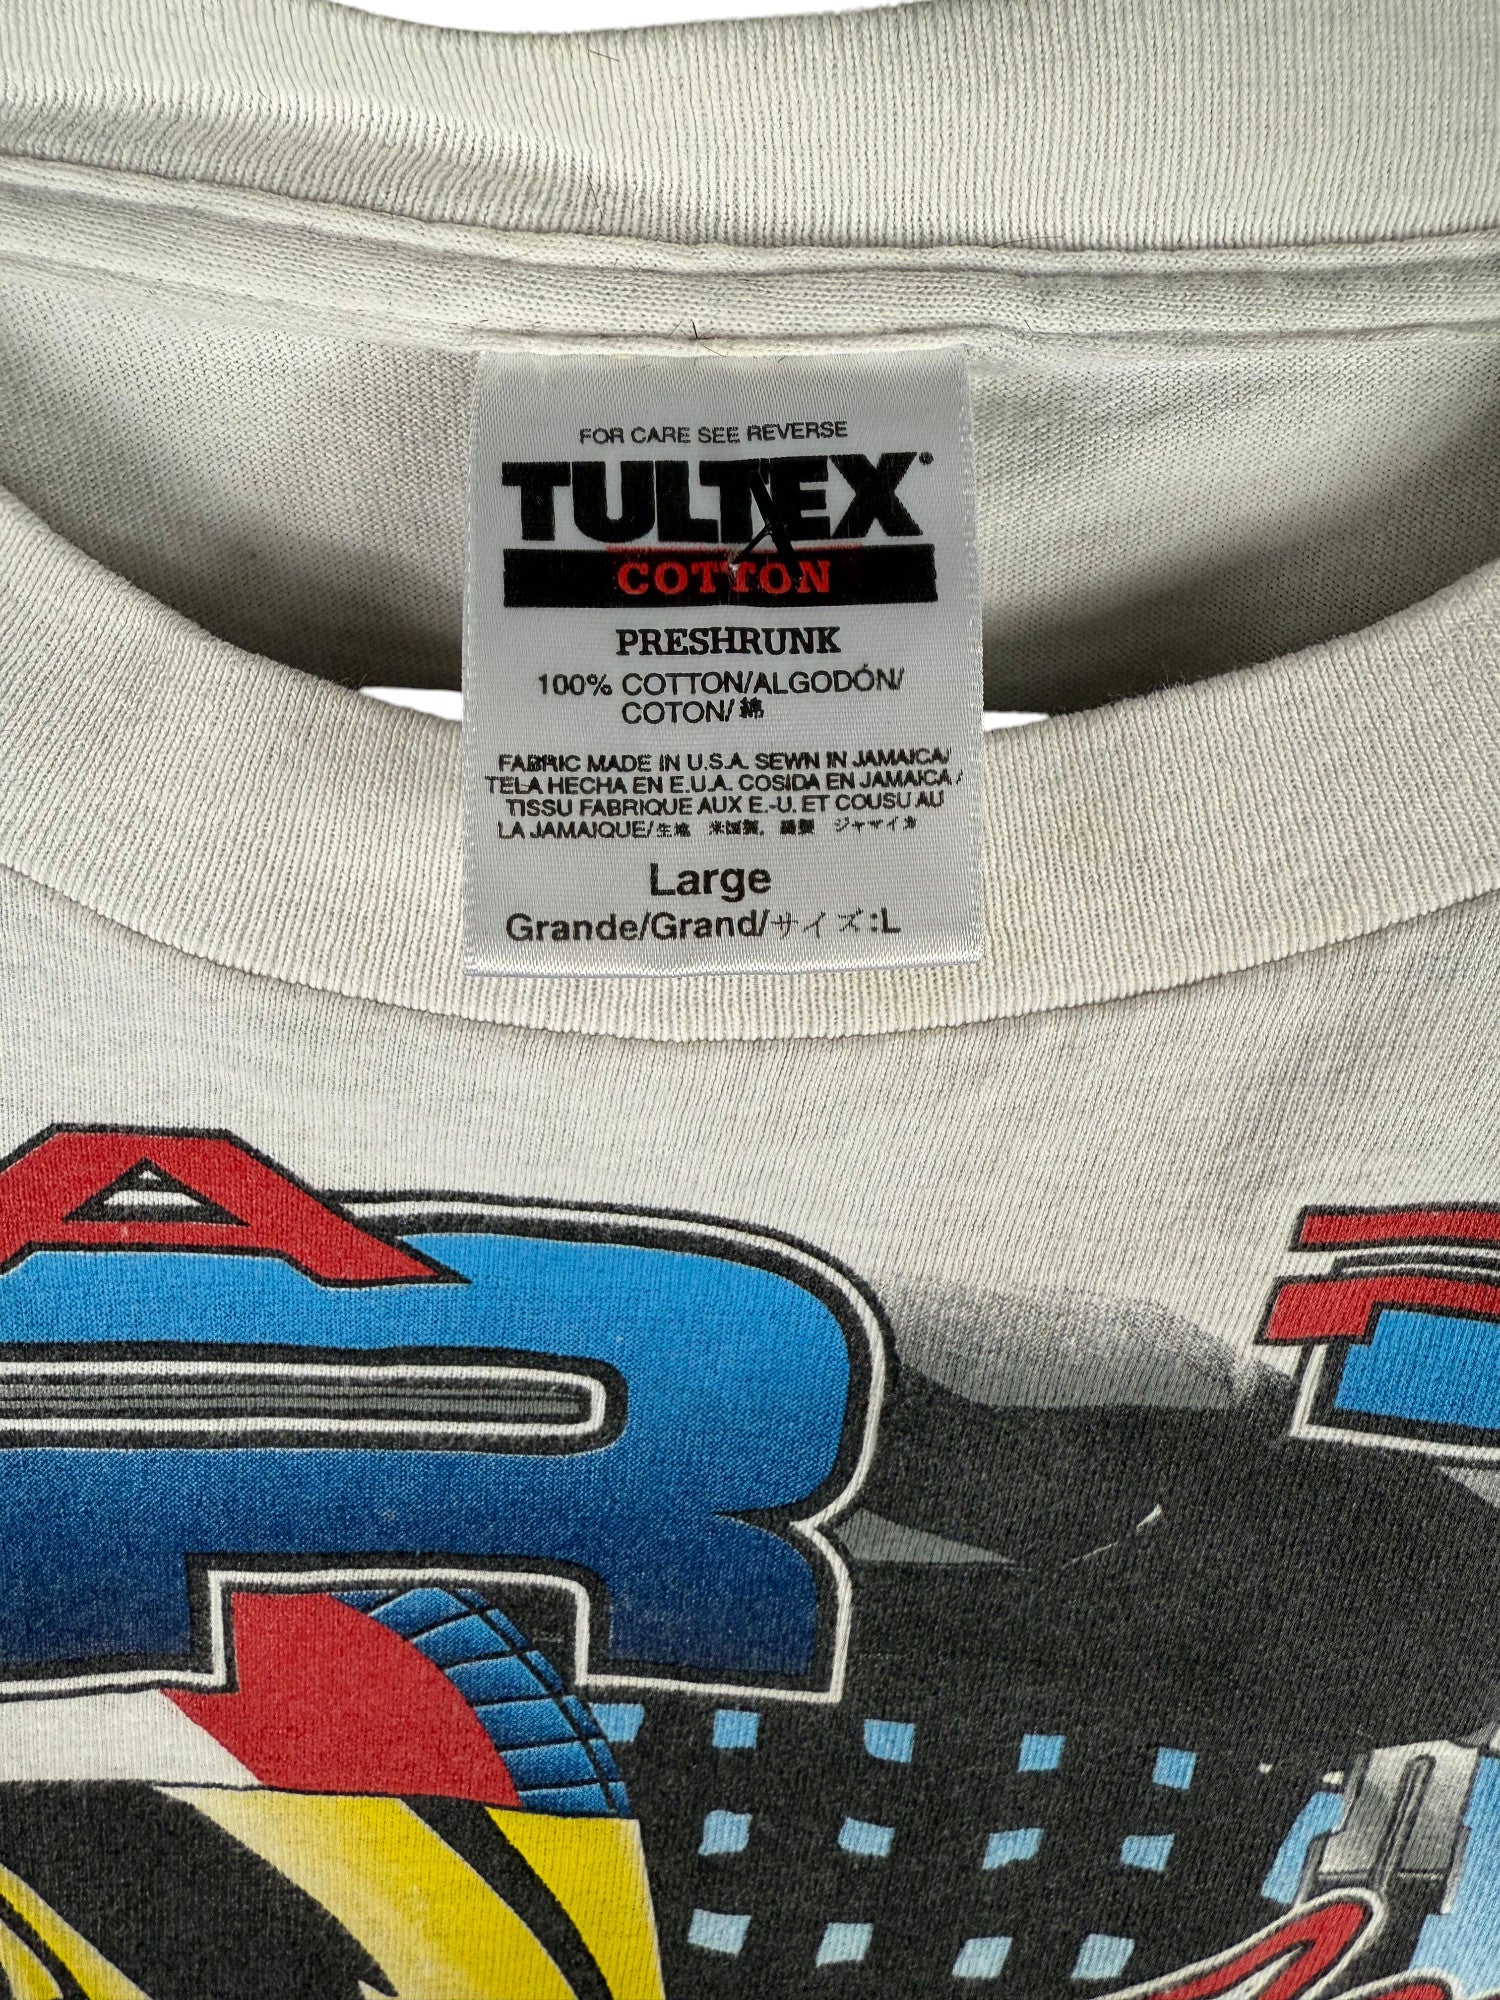 FOR CARE SEE REVERSE
TULTEX
COTTON
PRESHRUNK
100% COTTON/ALGODÓN/
COTON/綿
FABRIC MADE IN U.S.A. SEWN IN JAMAICA/
TELA HECHA EN E.U.A. COSIDA EN JAMAICA/
TISSU FABRIQUE AUX E.-U. ET COUSU AU
LA JAMAIQUE/生地 米国製, 縫製 ジャマイカ
Large
Grande/Grand/サイズ:L